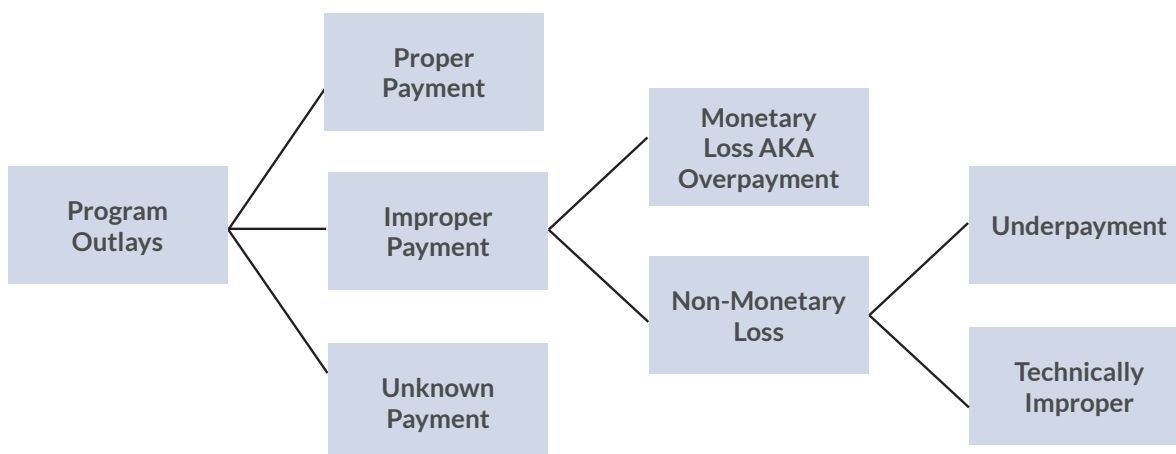 Proper
Payment
Monetary
Loss AKA
Overpayment
Program
Outlays
Improper
Payment
Underpayment
Non-Monetary
Loss
Unknown
Payment
Technically
Improper